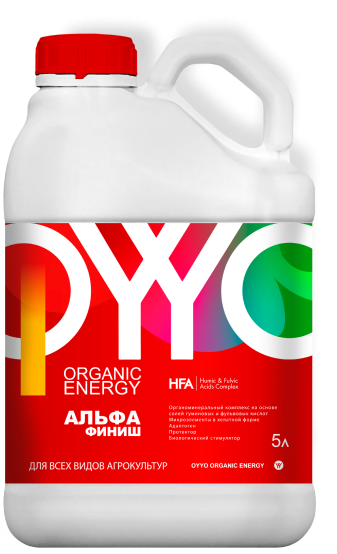 OYYO
ORGANIC
ENERGY
HFA
Humic & Fulvic
Acids Complex
АЛЬФА
ФИНИШ
Органоминеральный комплекс на основе
солей гуминовых и фульвовых кислот
Микроэлементы в хелатной форме
Адаптоген
Протектор
Биологический стимулятор
5л
ДЛЯ ВСЕХ ВИДОВ АГРОКУЛЬТУР
OYYO ORGANIC ENERGY